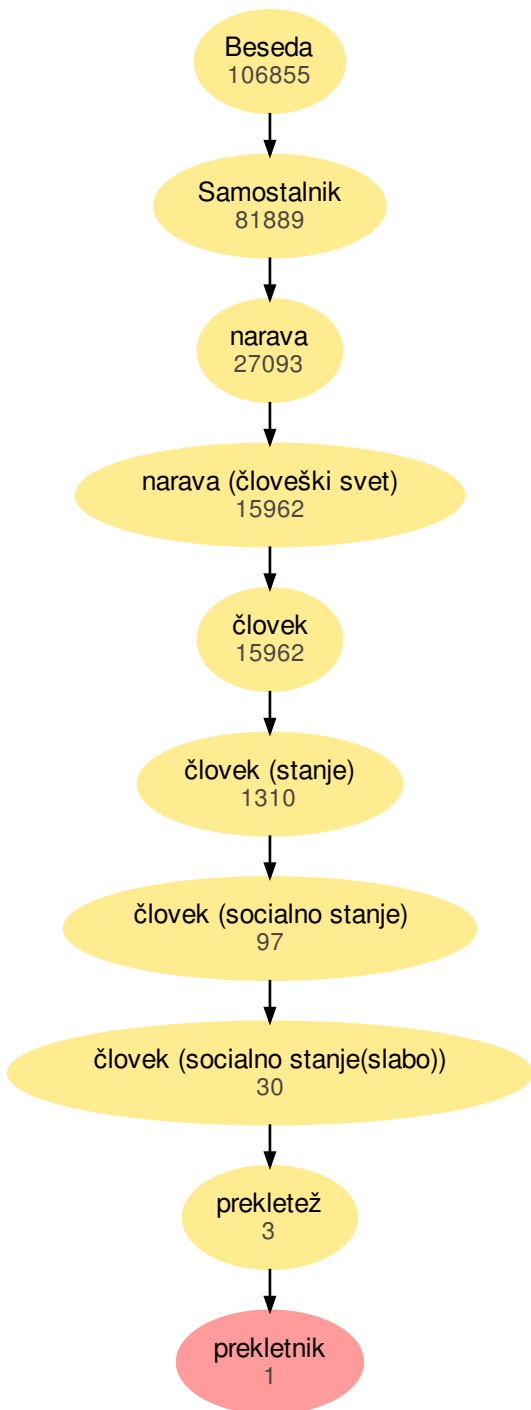 Beseda
106855
Samostalnik
81889
narava
27093
narava (človeški svet)
15962
človek
15962
človek (stanje)
1310
človek (socialno stanje)
97
človek (socialno stanje(slabo))
30
prekletež
3
prekletnik
1